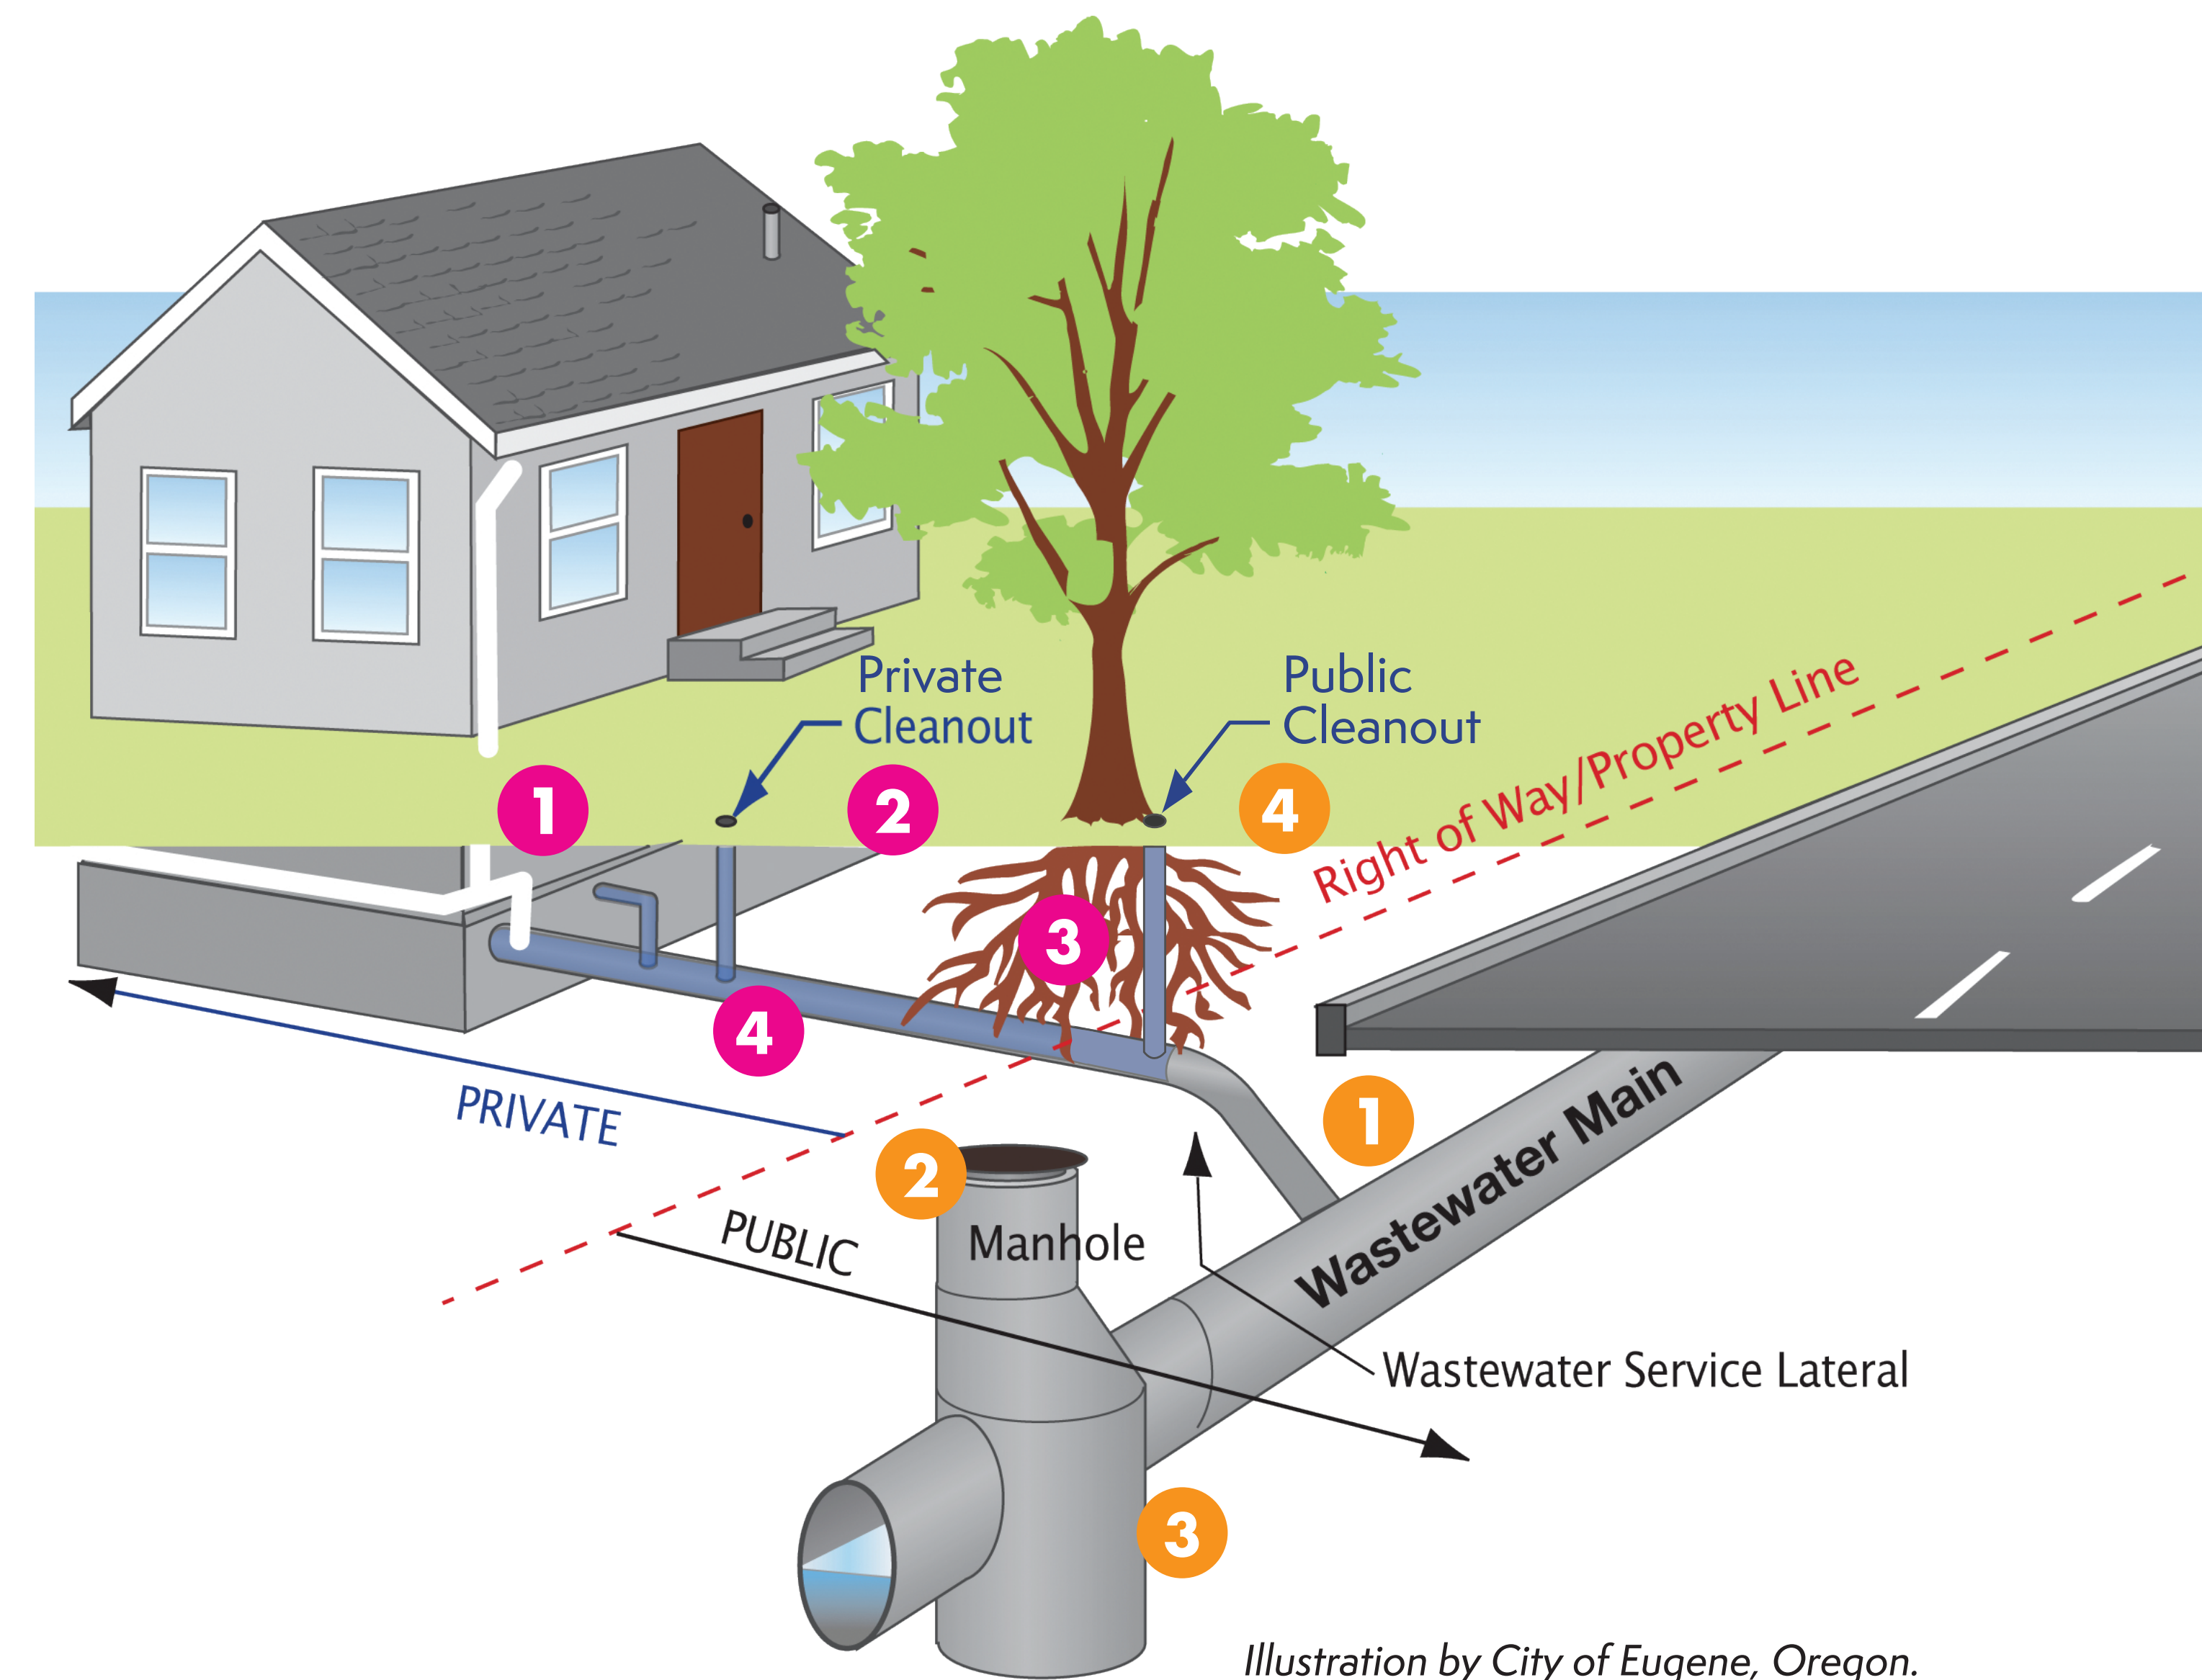 Private
Cleanout
Public
Cleanout
1
2
4
Right of Way/Property Line
3
4
PRIVATE
1
2
PUBLIC
Manhole
Wastewater Main
Wastewater Service Lateral
3
Illustration by City of Eugene, Oregon.